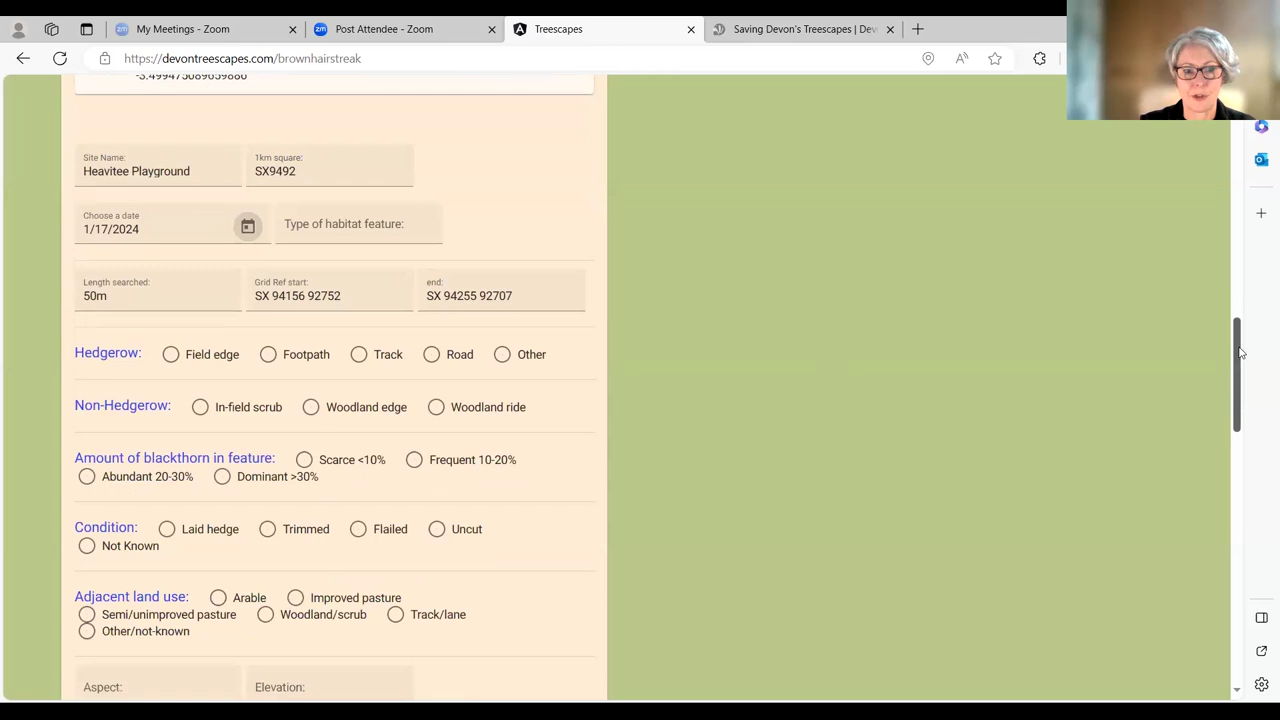 My Meetings - Zoom
Post Attendee - Zoom
Treescapes
Saving Devon's Treescapes | Dev
https://devontreescapes.com/brownhairstreak
-3.499475089639886
Site Name:
1km square:
Heavitee Playground
SX9492
Choose a date
1/17/2024
Type of habitat feature:
Length searched:
Grid Ref start:
end:
50m
SX 94156 92752
SX 94255 92707
Hedgerow: Field edge Footpath Track Road Other
Non-Hedgerow: In-field scrub Woodland edge Woodland ride
Amount of blackthorn in feature: Scarce <10% Frequent 10-20%
Abundant 20-30% Dominant >30%
Condition: Laid hedge Trimmed Flailed Uncut
Not Known
Adjacent land use: Arable Improved pasture
Semi/unimproved pasture Woodland/scrub Track/lane
Other/not-known
Aspect:
Elevation: